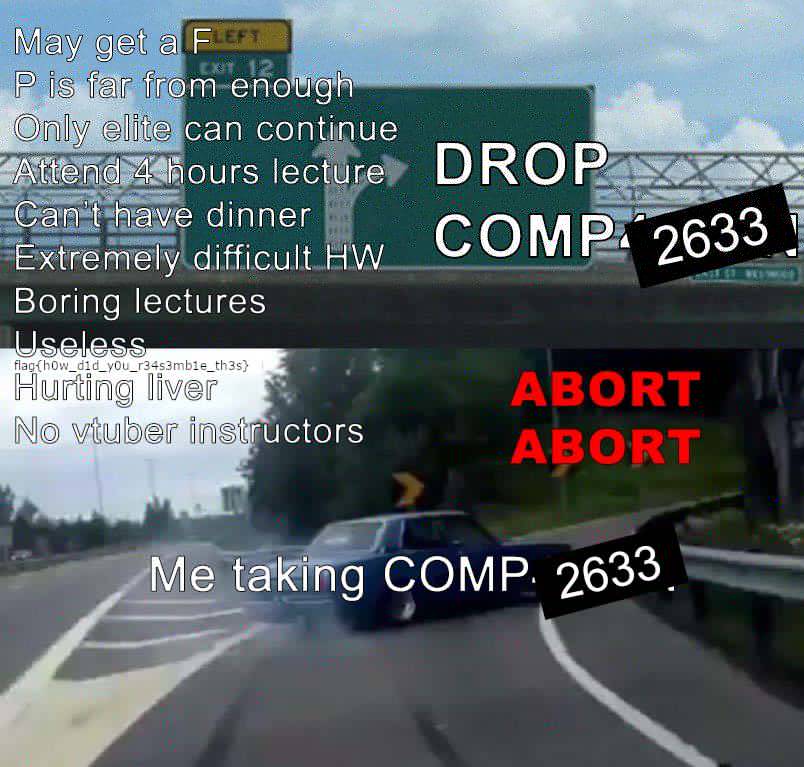 LEFT
EXIT 12
May get a F
P is far from enough
Only elite can continue
Attend 4 hours lecture
Can't have dinner
Extremely difficult HW
Boring lectures
Useless
flag{h0w_d1d_y0u_r34s3mb1e_th3s}
Hurting liver
No vtuber instructors
DROP
COMP 2633
ABORT
ABORT
Me taking COMP 2633